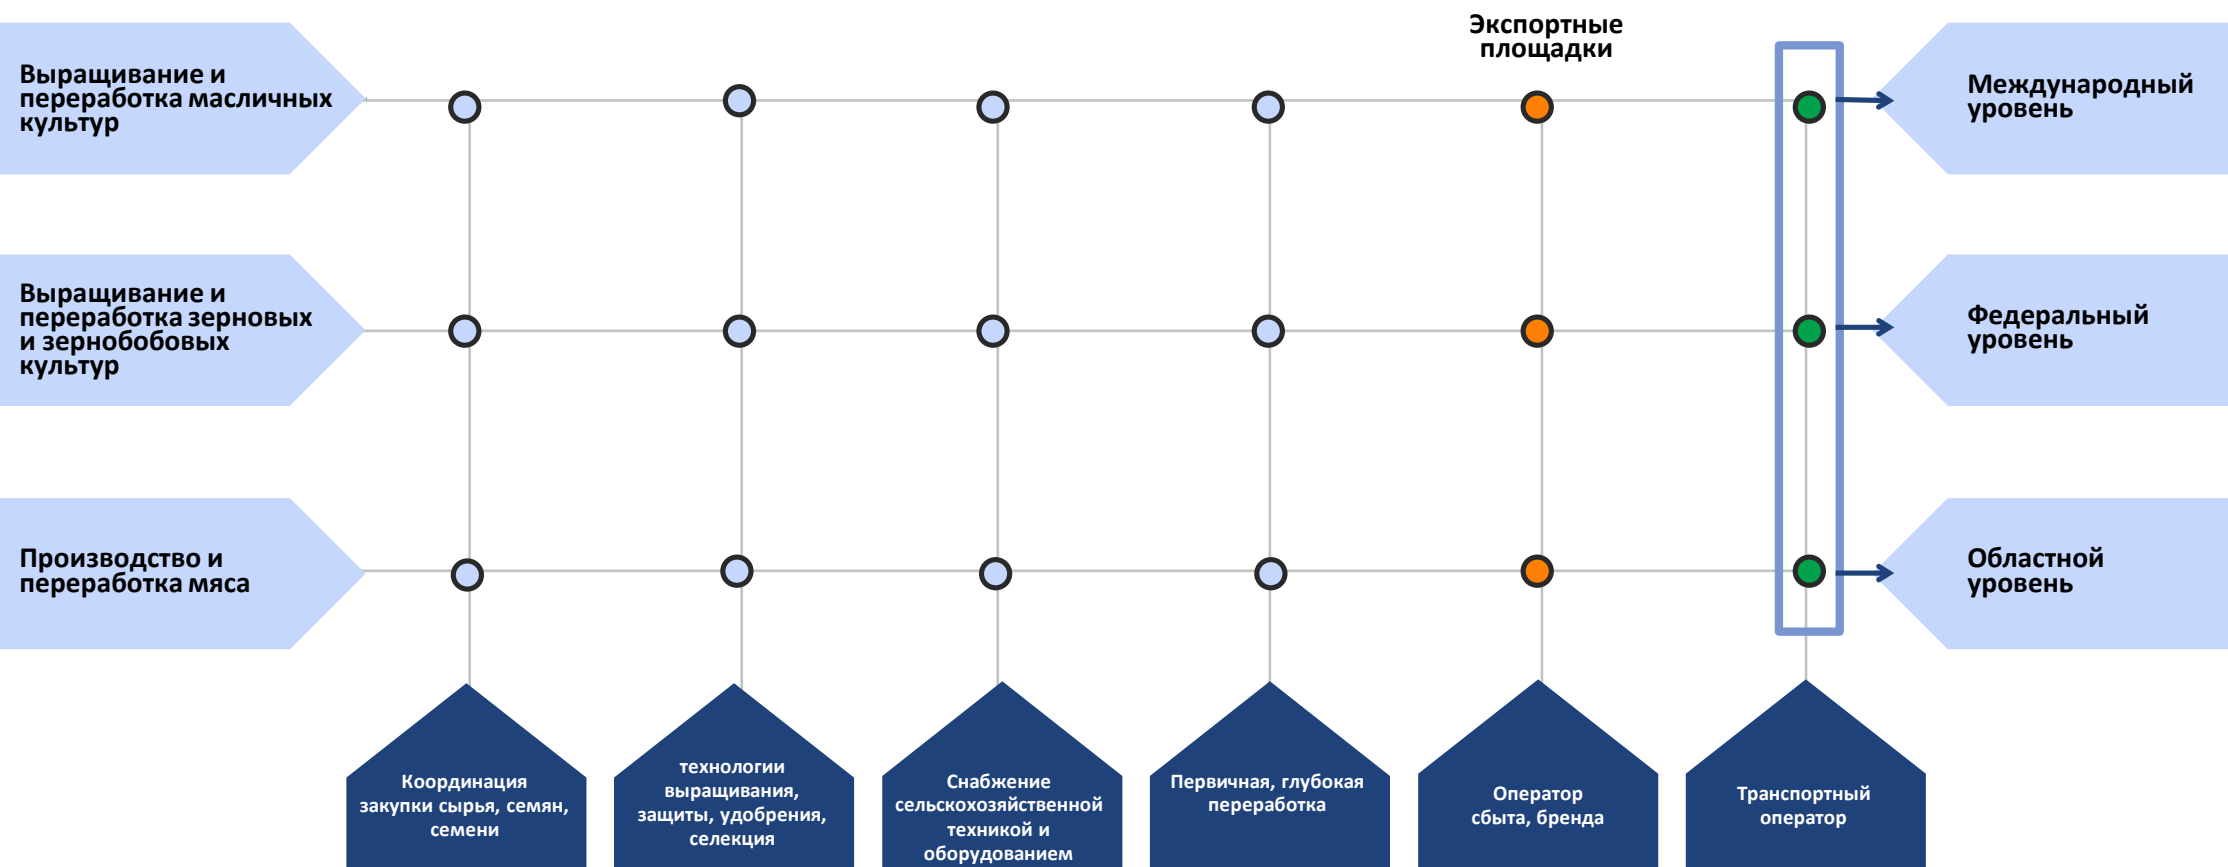 Экспортные
площадки
Выращивание и
переработка масличных
культур
Международный
уровень
Выращивание и
переработка зерновых
и зернобобовых
культур
Федеральный
уровень
Производство и
переработка мяса
Областной
уровень
Координация
закупки сырья, семян,
семени
технологии
выращивания,
защиты, удобрения,
селекция
Снабжение
сельскохозяйственной
техникой и
оборудованием
Первичная, глубокая
переработка
Оператор
сбыта, бренда
Транспортный
оператор